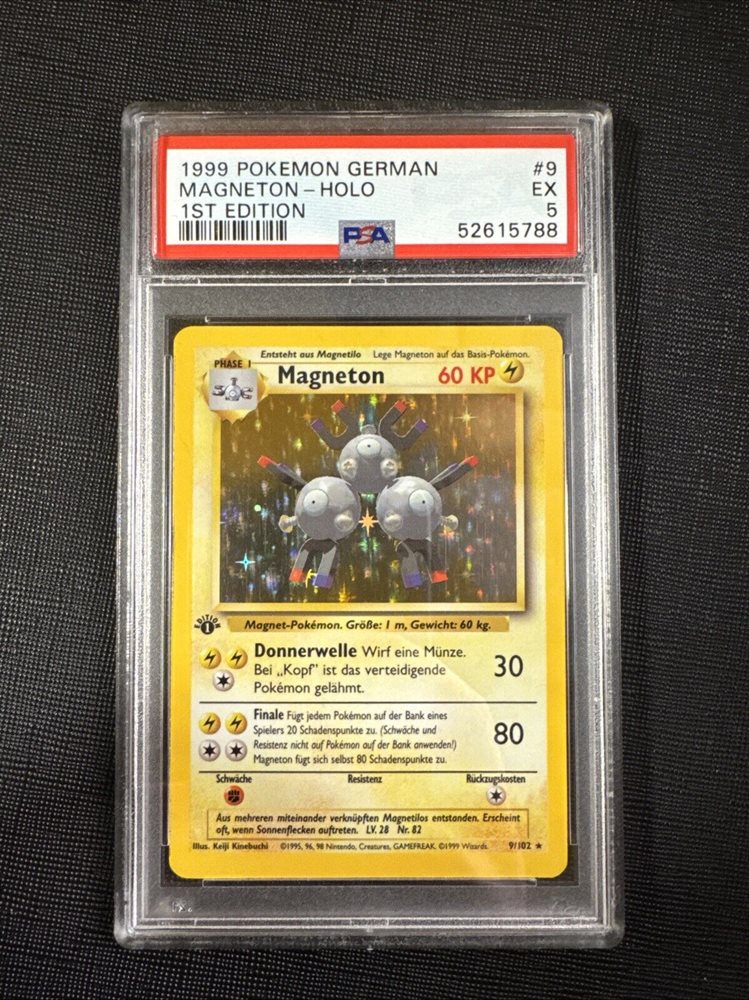 1999 POKEMON GERMAN #9
MAGNETON-HOLO EX
1ST EDITION 5
PSA 52615788
Entsteht aus Magnetilo Lege Magneton auf das Basis-Pokémon.
PHASE 1
Magneton 60 KP
EDITION 1
Magnet-Pokémon. Größe: 1 m, Gewicht: 60 kg.
Donnerwelle Wirf eine Münze.
Bei „Kopf" ist das verteidigende 30
Pokémon gelähmt.
Finale Fügt jedem Pokémon auf der Bank eines
Spielers 20 Schadenspunkte zu. (Schwäche und 80
Resistenz nicht auf Pokémon auf der Bank anwenden!)
Magneton fügt sich selbst 80 Schadenspunkte zu.
Schwäche Resistenz Rückzugskosten
Aus mehreren miteinander verknüpften Magnetilos entstanden. Erscheint
oft, wenn Sonnenflecken auftreten. LV. 28 Nr. 82
Illus. Keiji Kinebuchi ©1995, 96, 98 Nintendo, Creatures, GAMEFREAK. ©1999 Wizards. 9/102 ★